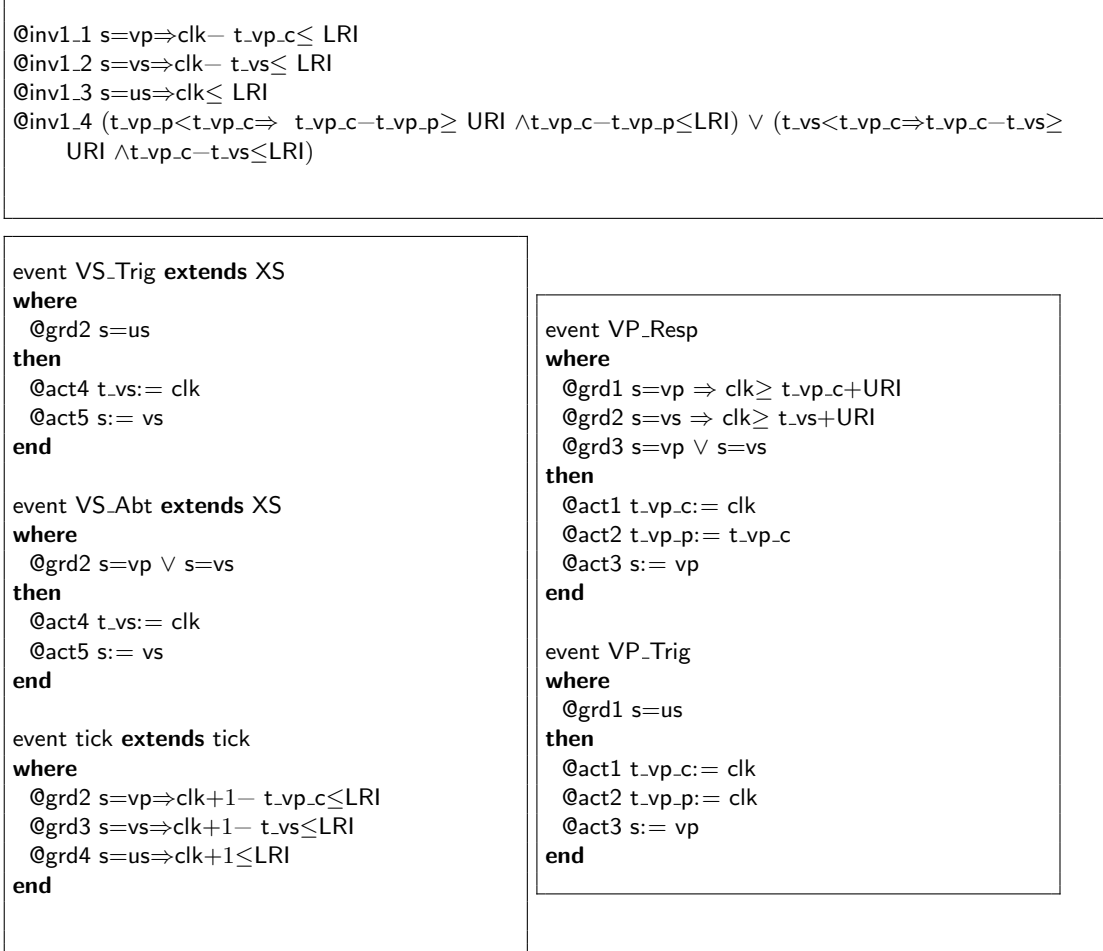 @inv1_1 s=vp⇒clk− t_vp_c≤ LRI
@inv1_2 s=vs⇒clk− t_vs≤ LRI
@inv1_3 s=us⇒clk≤ LRI
@inv1_4 (t_vp_p<t_vp_c⇒ t_vp_c−t_vp_p≥ URI ∧t_vp_c−t_vp_p≤LRI) ∨ (t_vs<t_vp_c⇒t_vp_c−t_vs≥
URI ∧t_vp_c−t_vs≤LRI)
event VS_Trig extends XS
where
@grd2 s=us
then
@act4 t_vs:= clk
@act5 s:= vs
end
event VS_Abt extends XS
where
@grd2 s=vp ∨ s=vs
then
@act4 t_vs:= clk
@act5 s:= vs
end
event tick extends tick
where
@grd2 s=vp⇒clk+1− t_vp_c≤LRI
@grd3 s=vs⇒clk+1− t_vs≤LRI
@grd4 s=us⇒clk+1≤LRI
end
event VP_Resp
where
@grd1 s=vp ⇒ clk≥ t_vp_c+URI
@grd2 s=vs ⇒ clk≥ t_vs+URI
@grd3 s=vp ∨ s=vs
then
@act1 t_vp_c:= clk
@act2 t_vp_p:= t_vp_c
@act3 s:= vp
end
event VP_Trig
where
@grd1 s=us
then
@act1 t_vp_c:= clk
@act2 t_vp_p:= clk
@act3 s:= vp
end